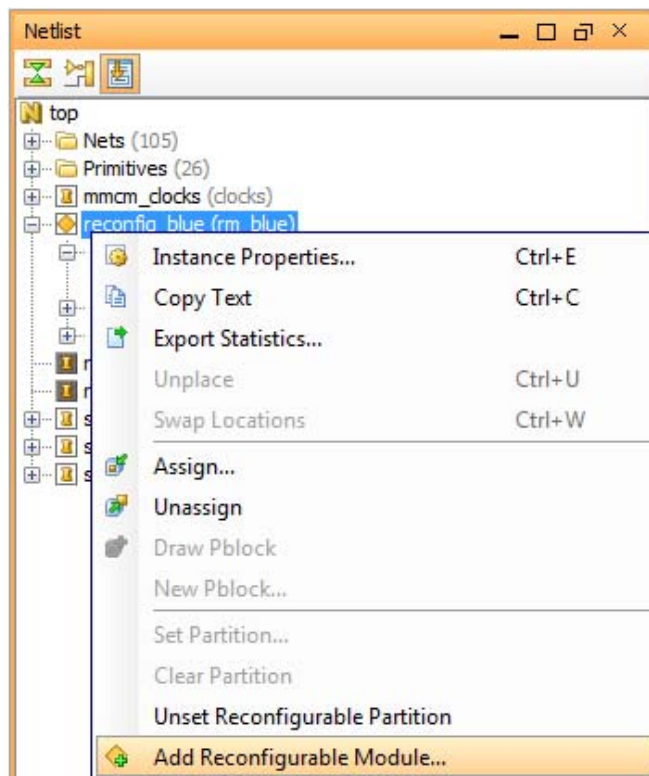 Netlist
top
Nets (105)
Primitives (26)
mmcm_clocks (clocks)
reconfig_blue (rm_blue)
Instance Properties... Ctrl+E
Copy Text Ctrl+C
Export Statistics...
Unplace Ctrl+U
Swap Locations Ctrl+W
Assign...
Unassign
Draw Pblock
New Pblock...
Set Partition...
Clear Partition
Unset Reconfigurable Partition
Add Reconfigurable Module...